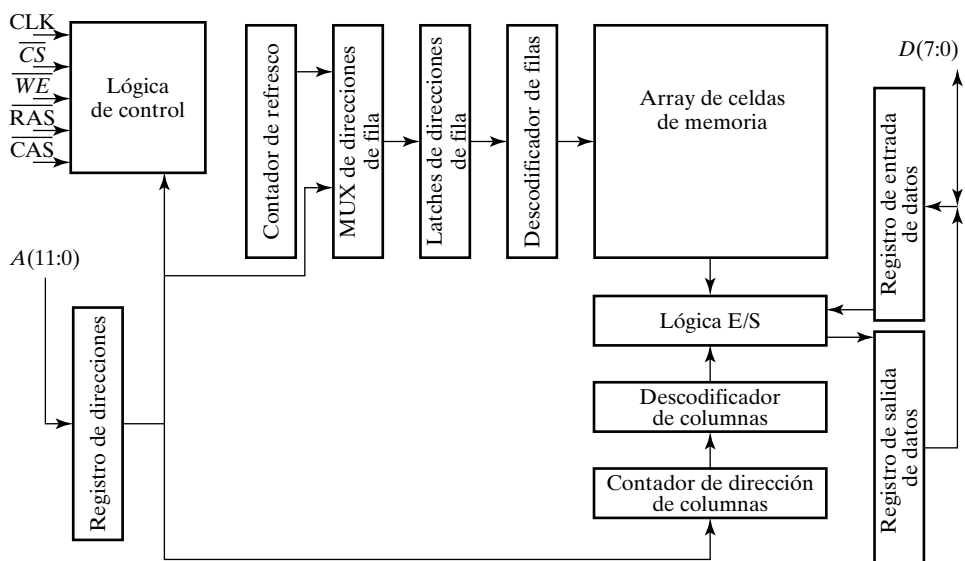 CLK
CS
WE
RAS
CAS
Lógica
de control
Contador de refresco
MUX de direcciones
de fila
Latches de direcciones
de fila
Descodificador de filas
Array de celdas
de memoria
D(7:0)
Registro de entrada
de datos
A(11:0)
Registro de direcciones
Lógica E/S
Descodificador
de columnas
Contador de dirección
de columnas
Registro de salida
de datos